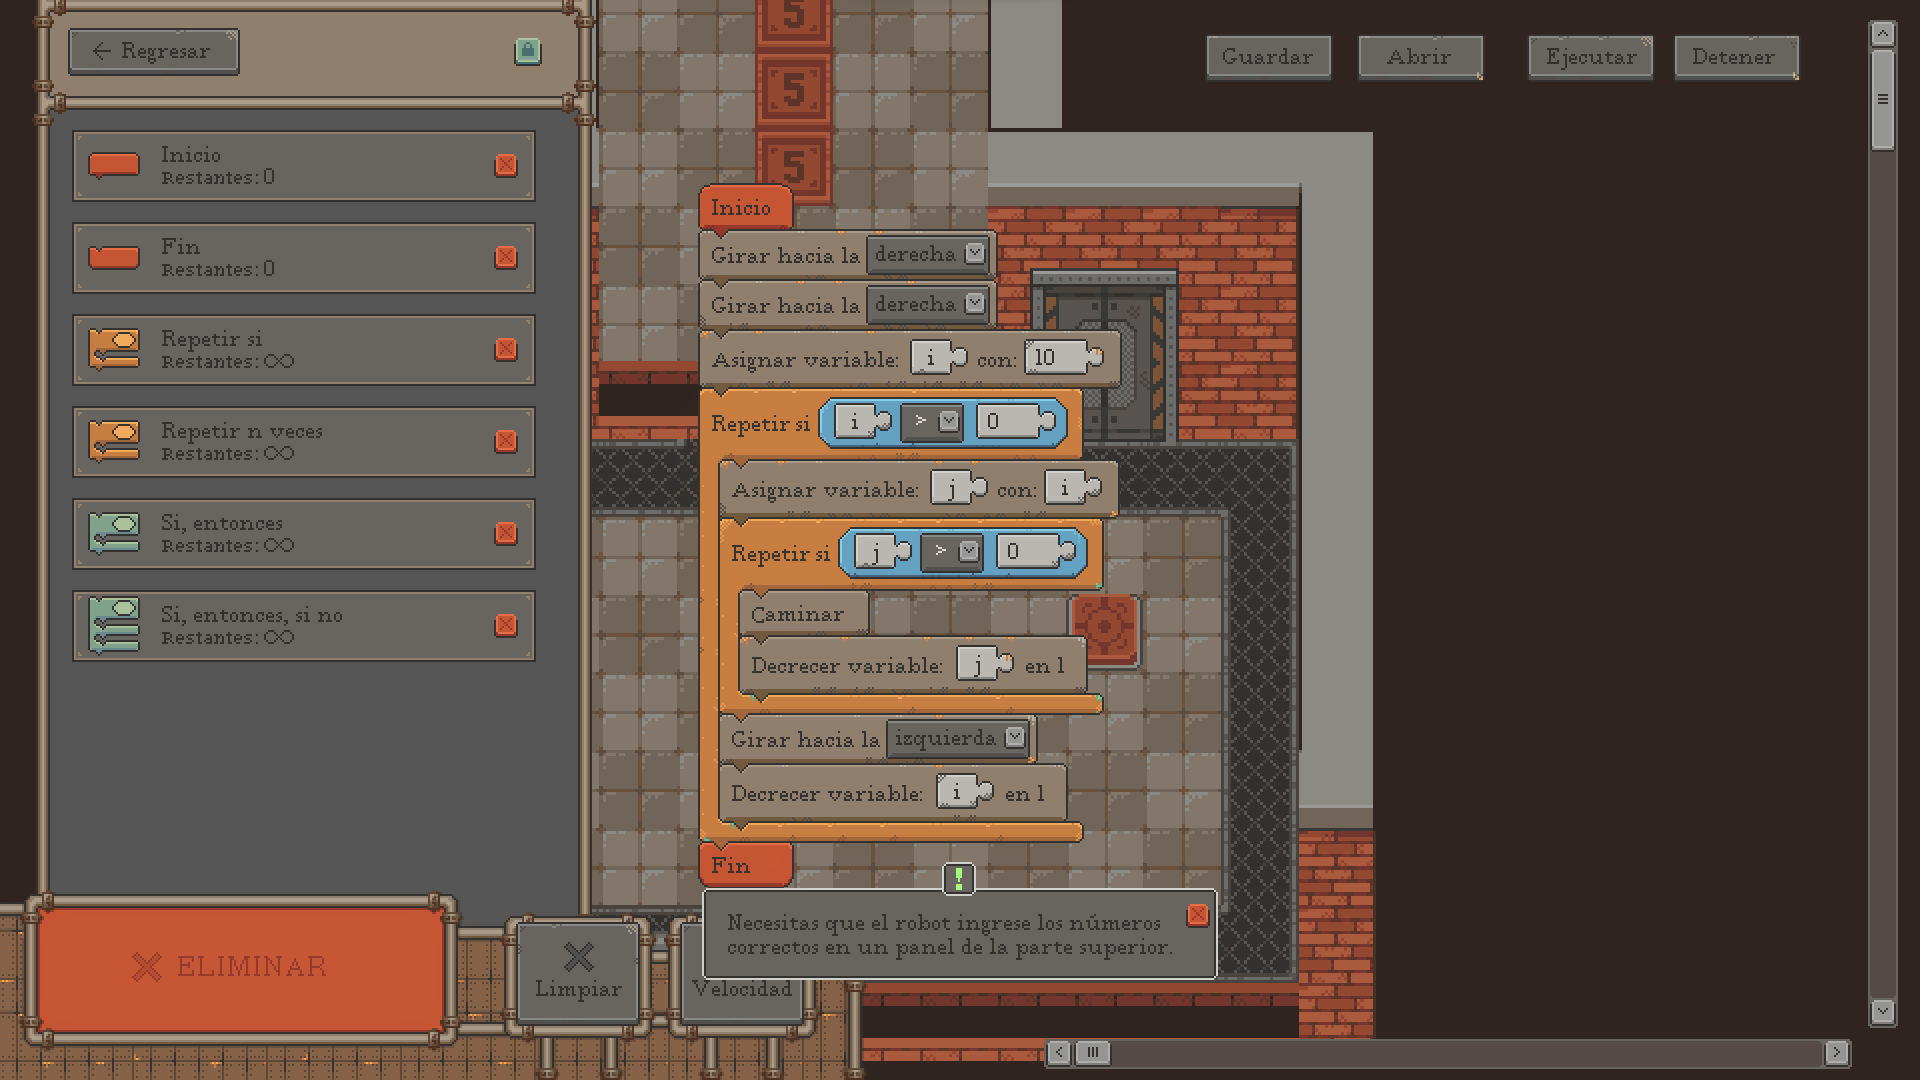 ← Regresar
Guardar
Abrir
Ejecutar
Detener
5
5
5
Inicio
Restantes: 0
Fin
Restantes: 0
Repetir si
Restantes: ∞
Repetir n veces
Restantes: ∞
Si, entonces
Restantes: ∞
Si, entonces, si no
Restantes: ∞
Inicio
Girar hacia la derecha
Girar hacia la derecha
Asignar variable: i con: 10
Repetir si i > 0
Asignar variable: j con: i
Repetir si j > 0
Caminar
Decrecer variable: j en 1
Girar hacia la izquierda
Decrecer variable: i en 1
Fin
!
Necesitas que el robot ingrese los números
correctos en un panel de la parte superior.
ELIMINAR
Limpiar
Velocidad